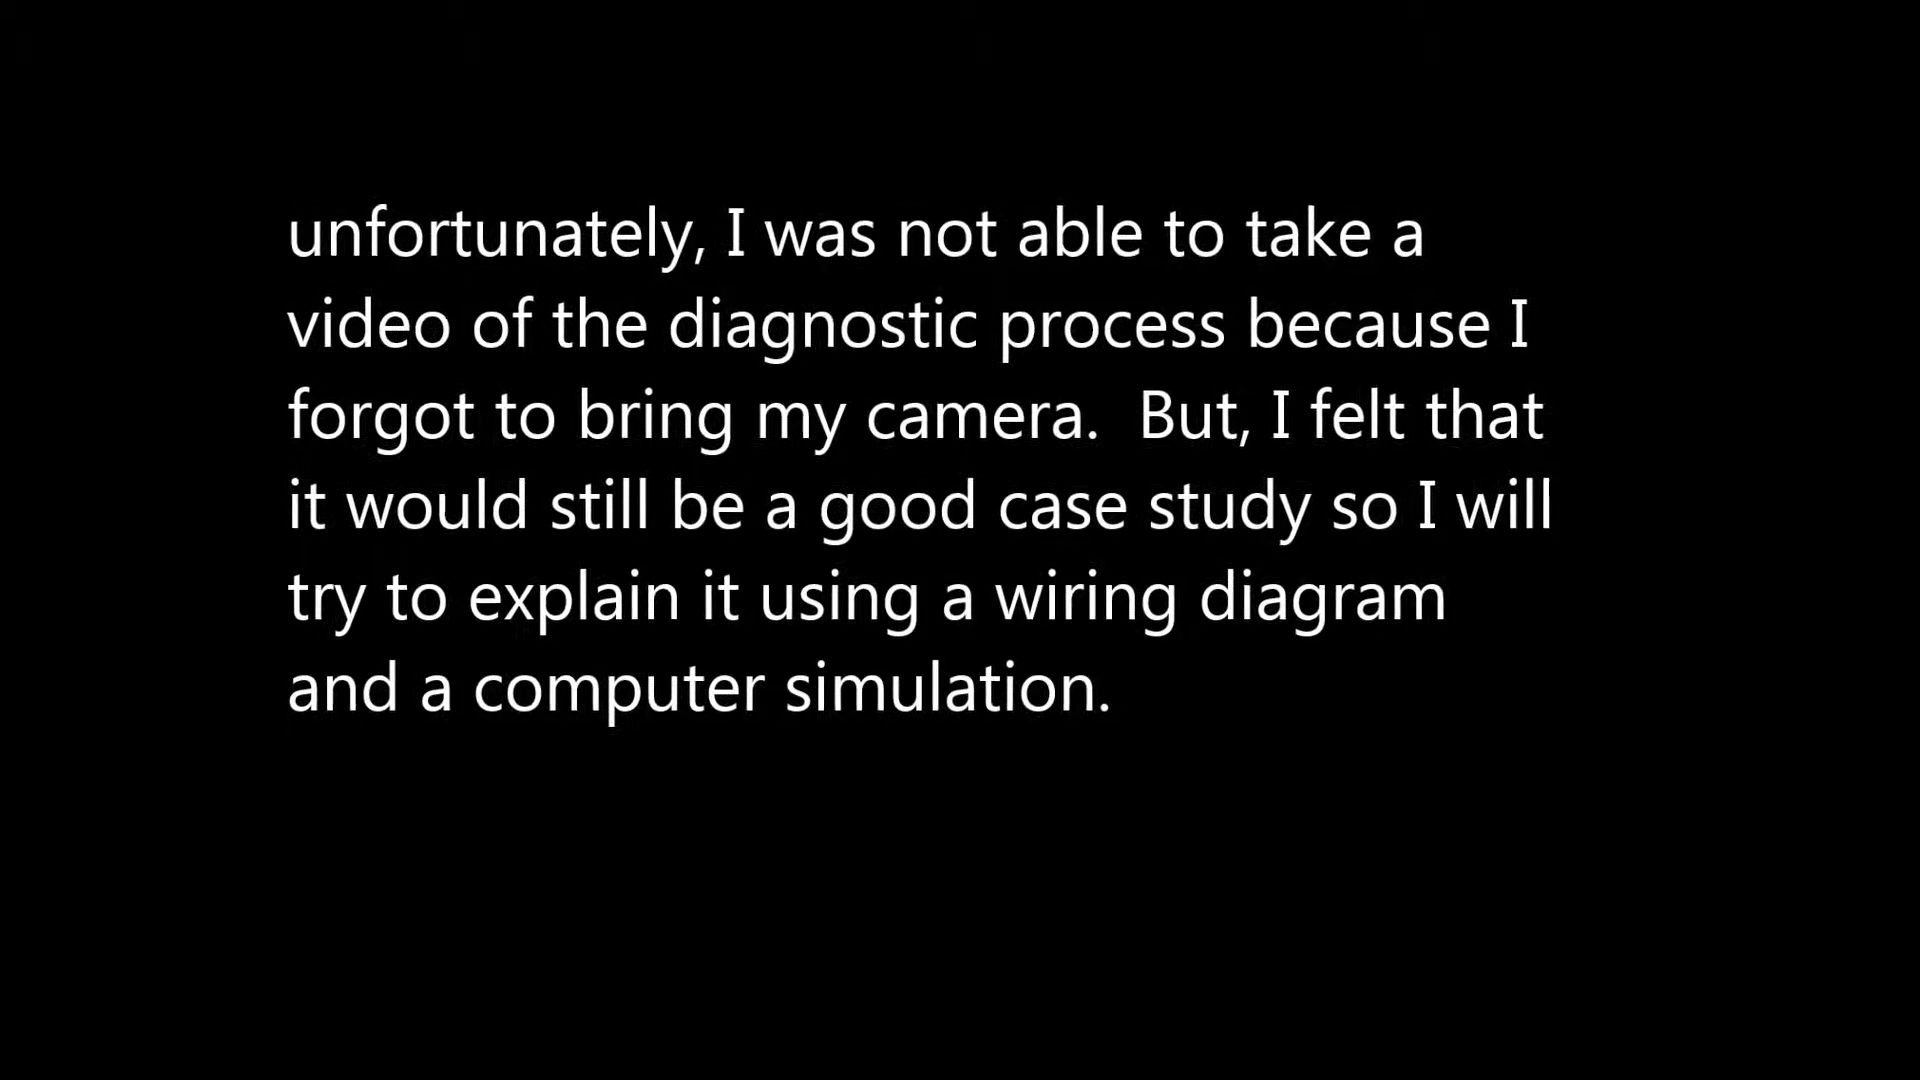 unfortunately, I was not able to take a
video of the diagnostic process because I
forgot to bring my camera.  But, I felt that
it would still be a good case study so I will
try to explain it using a wiring diagram
and a computer simulation.